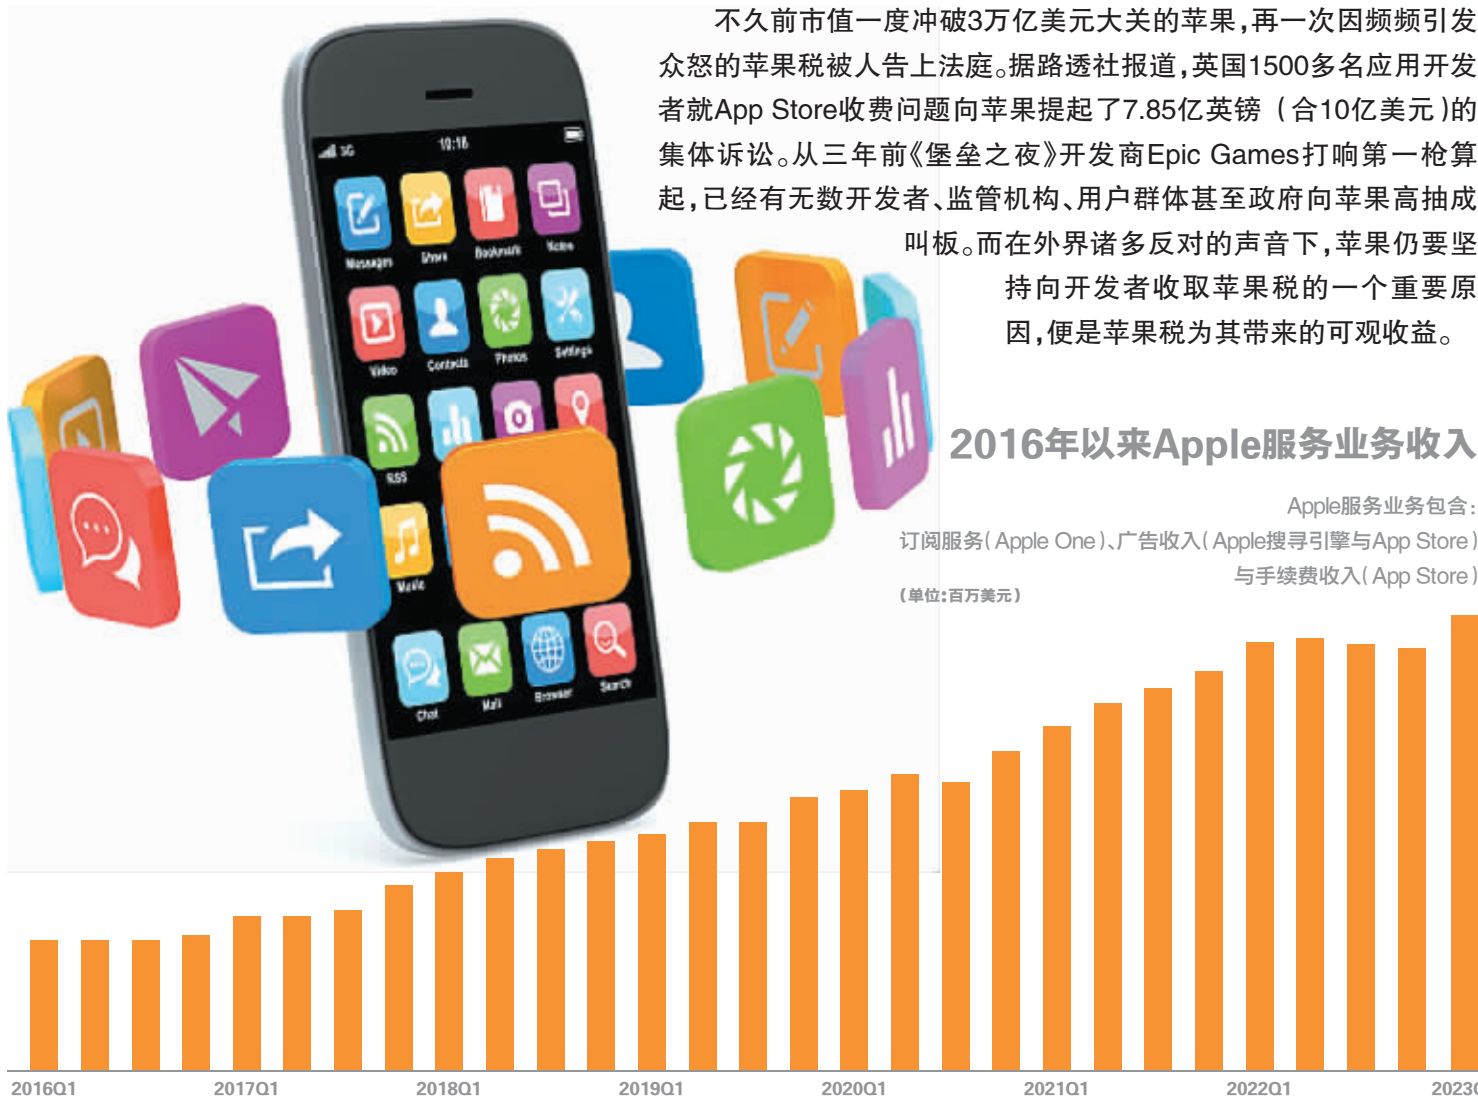 不久前市值一度冲破3万亿美元大关的苹果,再一次因频频引发
众怒的苹果税被人告上法庭。据路透社报道,英国1500多名应用开发
者就App Store收费问题向苹果提起了7.85亿英镑（合10亿美元)的
集体诉讼。从三年前《堡垒之夜》开发商Epic Games打响第一枪算
起,已经有无数开发者、监管机构、用户群体甚至政府向苹果高抽成
叫板。而在外界诸多反对的声音下,苹果仍要坚
持向开发者收取苹果税的一个重要原
因,便是苹果税为其带来的可观收益。
3G 10:16
Messages Share Bookmark Notes
Video Contacts Photos Settings
RSS
Music
Chat Mail Browser Search
2016年以来Apple服务业务收入
Apple服务业务包含:
订阅服务(Apple One)、广告收入(Apple搜寻引擎与App Store)
与手续费收入(App Store)
(单位:百万美元)
2016Q1 2017Q1 2018Q1 2019Q1 2020Q1 2021Q1 2022Q1 2023